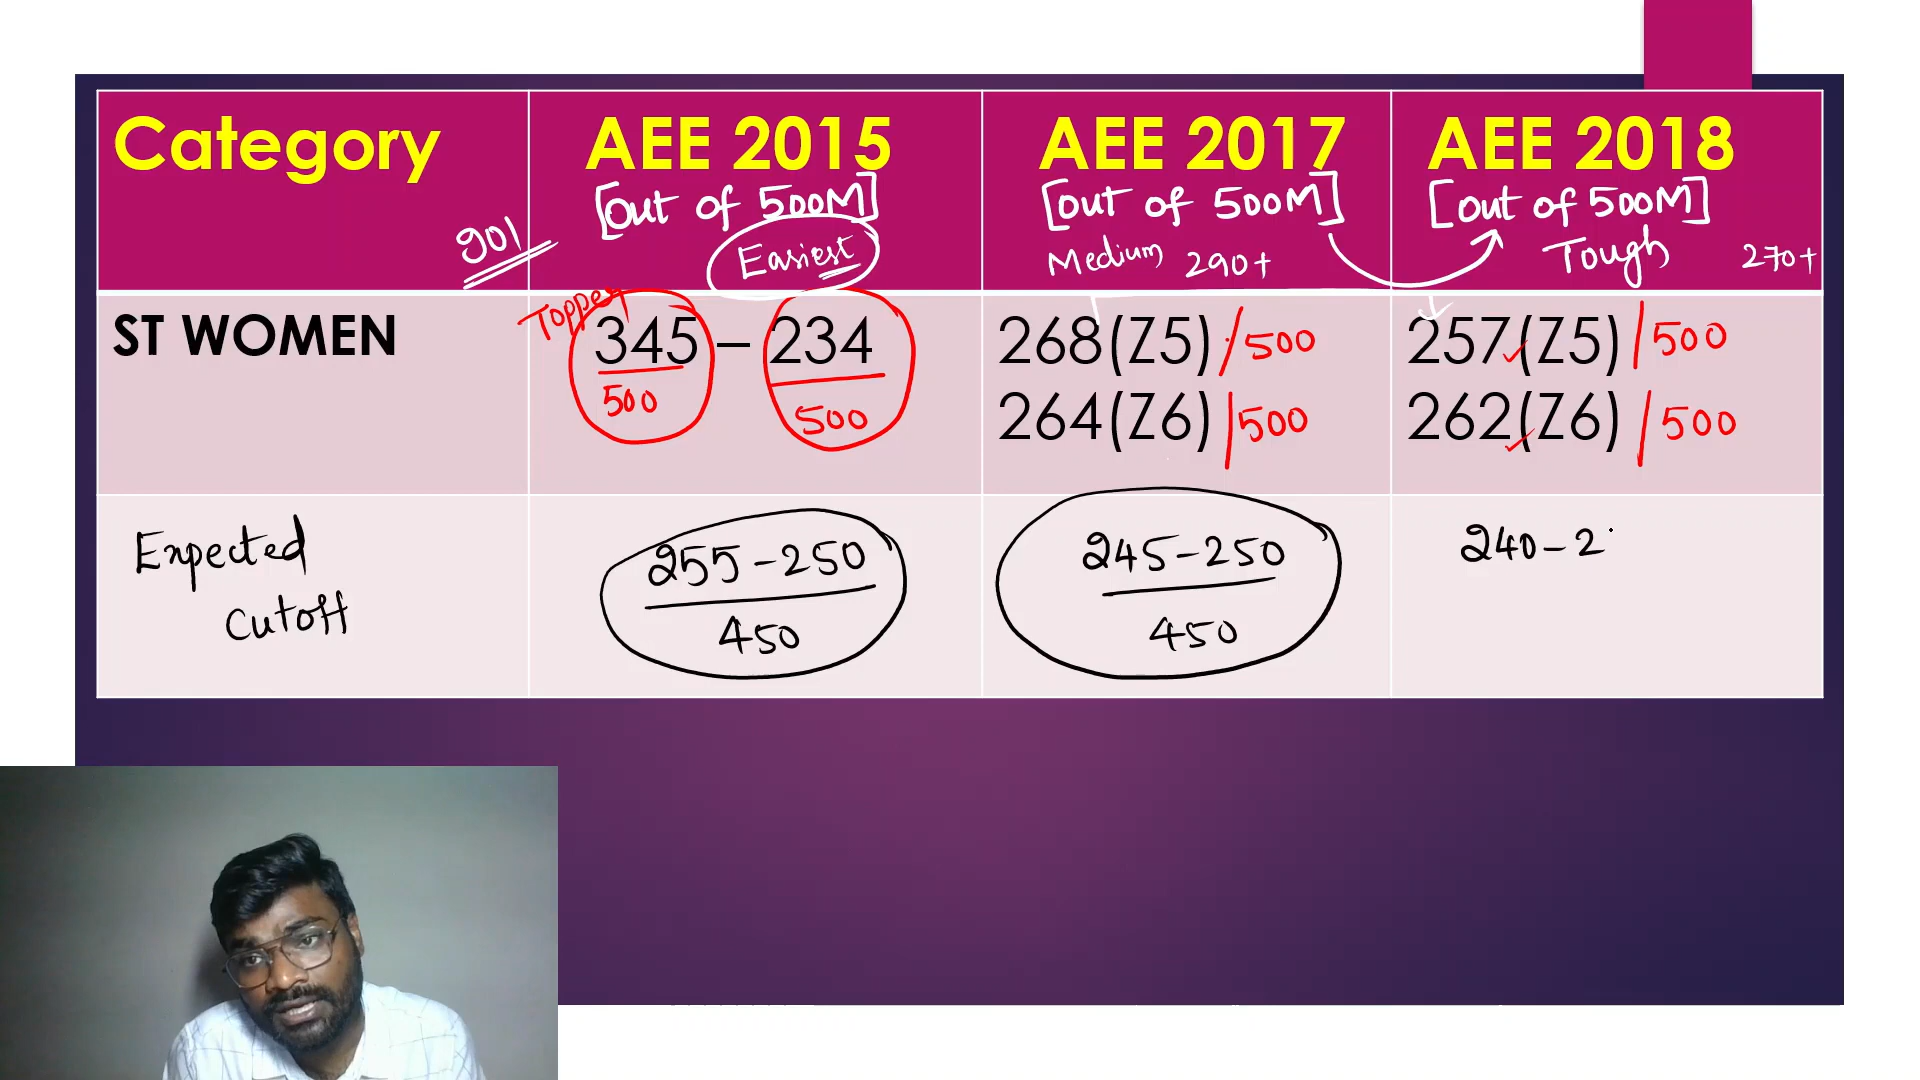 Category
AEE 2015
AEE 2017
AEE 2018
[out of 500M]
[out of 500M]
[out of 500M]
901
Easiest
Medium 290+
Tough 270+
ST WOMEN
Topper
345 – 234
500
500
268(Z5) /500
264(Z6) /500
257(Z5) /500
262(Z6) /500
Expected
Cutoff
255 - 250
450
245 - 250
450
240 - 2